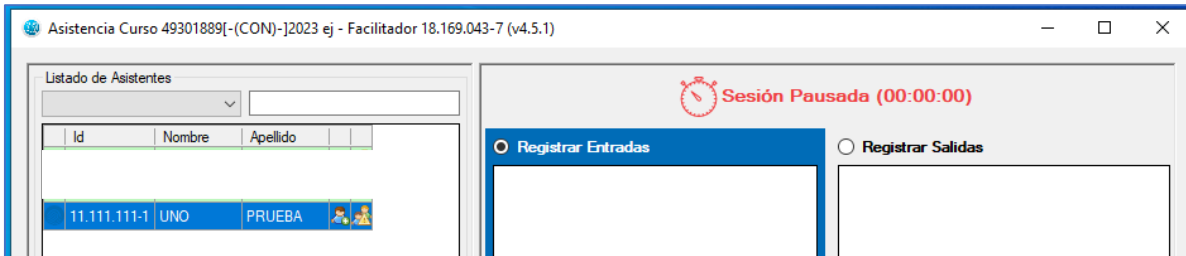 Asistencia Curso 49301889[-(CON)-]2023 ej - Facilitador 18.169.043-7 (v4.5.1)
Listado de Asistentes
Sesión Pausada (00:00:00)
Id Nombre Apellido
Registrar Entradas
Registrar Salidas
11.111.111-1 UNO PRUEBA